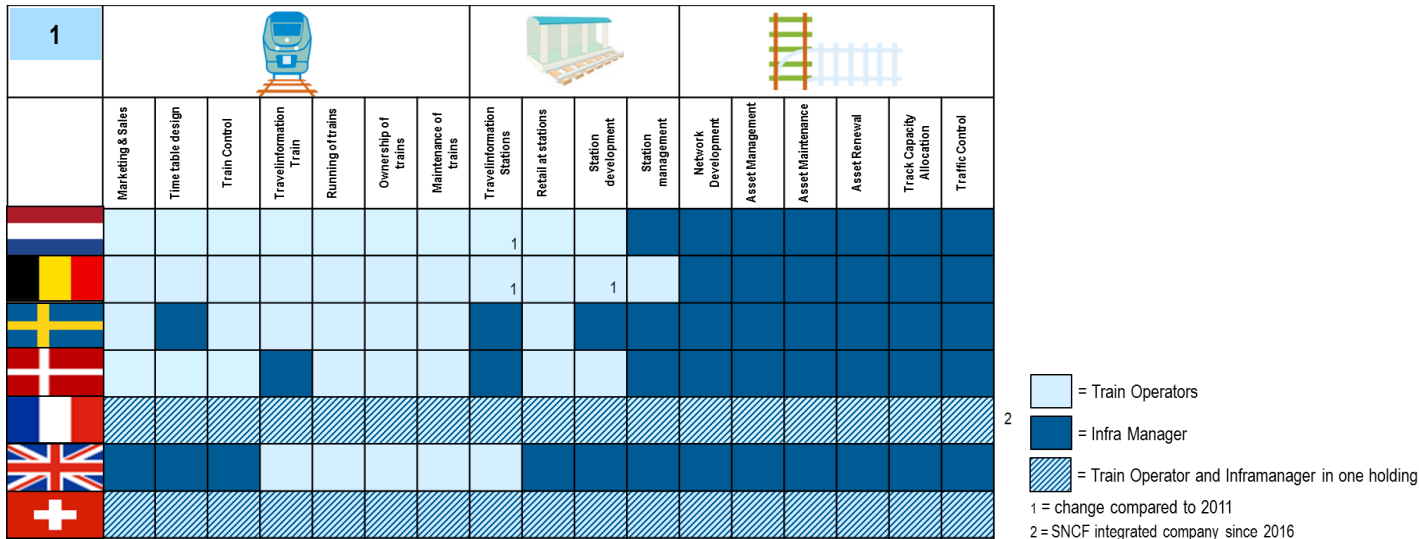 1
Marketing & Sales
Time table design
Train Control
Travelinformation
Train
Running of trains
Ownership of
trains
Maintenance of
trains
Travelinformation
Stations
Retail at stations
Station
development
Station
management
Network
Development
Asset Management
Asset Maintenance
Asset Renewal
Track Capacity
Allocation
Traffic Control
1
1
1
2
= Train Operators
= Infra Manager
= Train Operator and Inframanager in one holding
1 = change compared to 2011
2 = SNCF integrated company since 2016